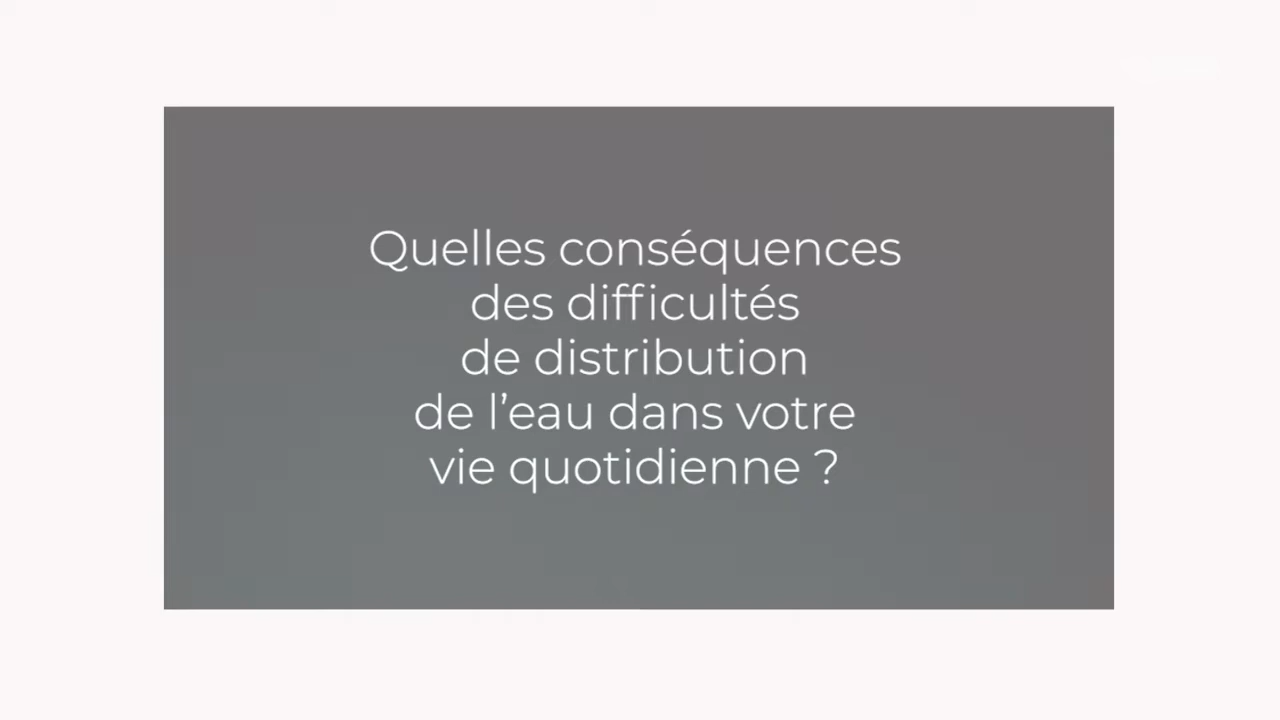 Quelles conséquences
des difficultés
de distribution
de l’eau dans votre
vie quotidienne ?